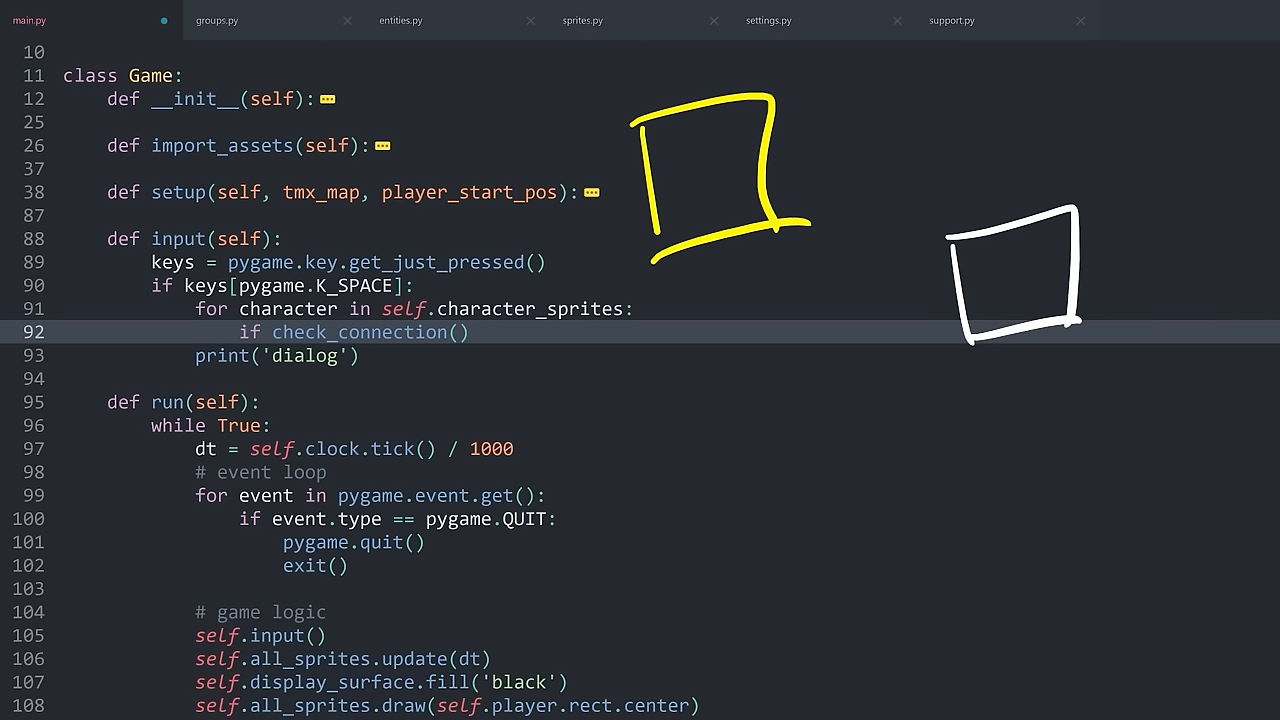 main.py groups.py entities.py sprites.py settings.py support.py
10
11 class Game:
12     def __init__(self):
25
26     def import_assets(self):
37
38     def setup(self, tmx_map, player_start_pos):
87
88     def input(self):
89         keys = pygame.key.get_just_pressed()
90         if keys[pygame.K_SPACE]:
91             for character in self.character_sprites:
92                 if check_connection()
93             print('dialog')
94
95     def run(self):
96         while True:
97             dt = self.clock.tick() / 1000
98             # event loop
99             for event in pygame.event.get():
100                 if event.type == pygame.QUIT:
101                     pygame.quit()
102                     exit()
103
104             # game logic
105             self.input()
106             self.all_sprites.update(dt)
107             self.display_surface.fill('black')
108             self.all_sprites.draw(self.player.rect.center)